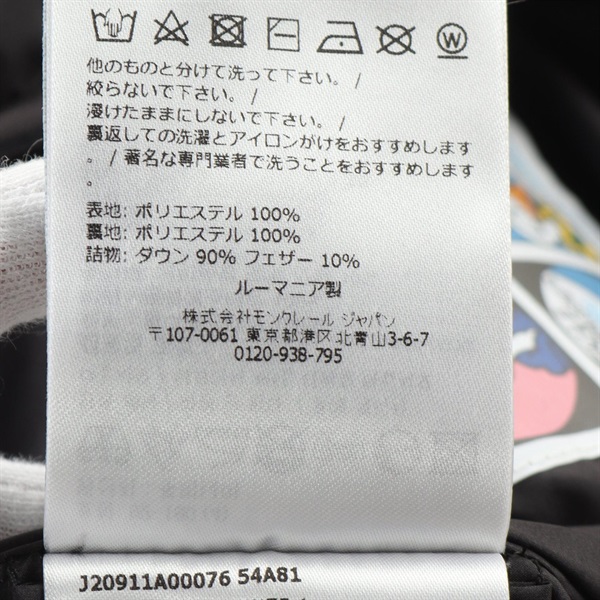 他のものと分けて洗って下さい。/
絞らないで下さい。/
浸けたままにしないで下さい。/
裏返しての洗濯とアイロンがけをおすすめします
。/ 著名な専門業者で洗うことをおすすめします
。
表地: ポリエステル 100%
裏地: ポリエステル 100%
詰物: ダウン 90% フェザー 10%
ルーマニア製
株式会社モンクレール ジャパン
〒107-0061 東京都港区北青山3-6-7
0120-938-795
J20911A00076 54A81